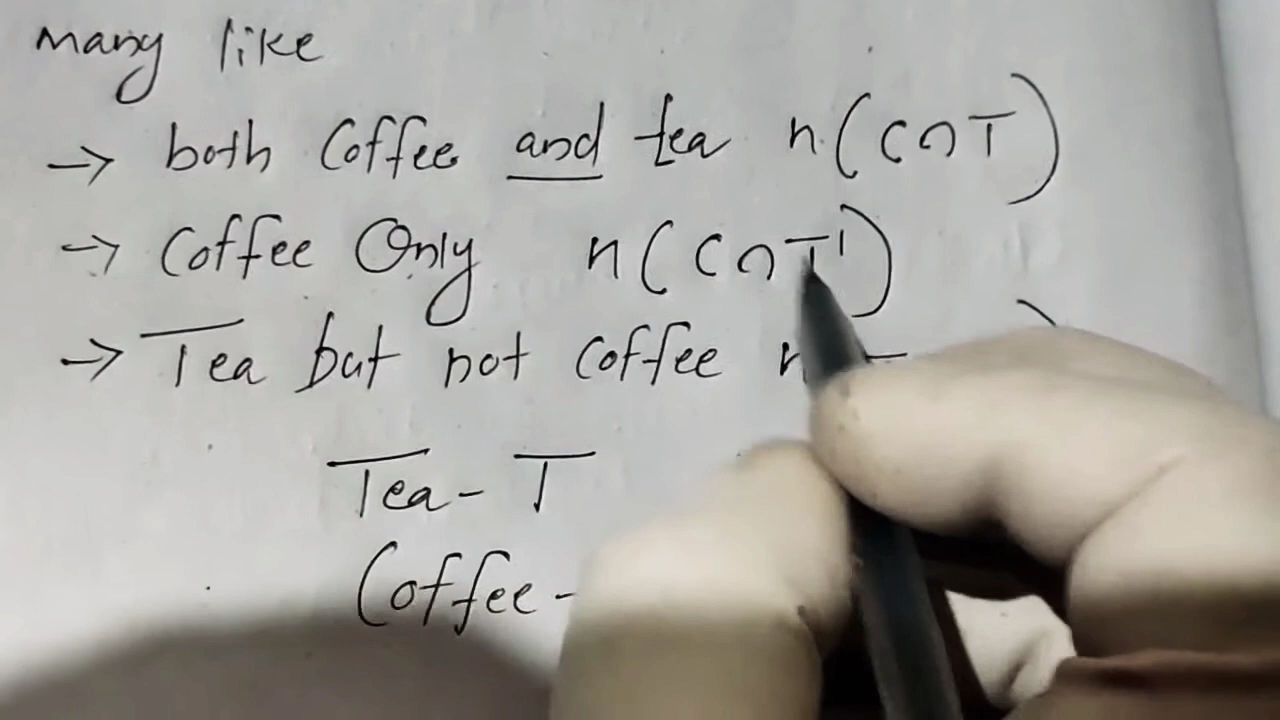 many like
→ both Coffee and tea n(C∩T)
→ Coffee Only n(C∩T')
→ Tea but not coffee n
Tea - T
Coffee -